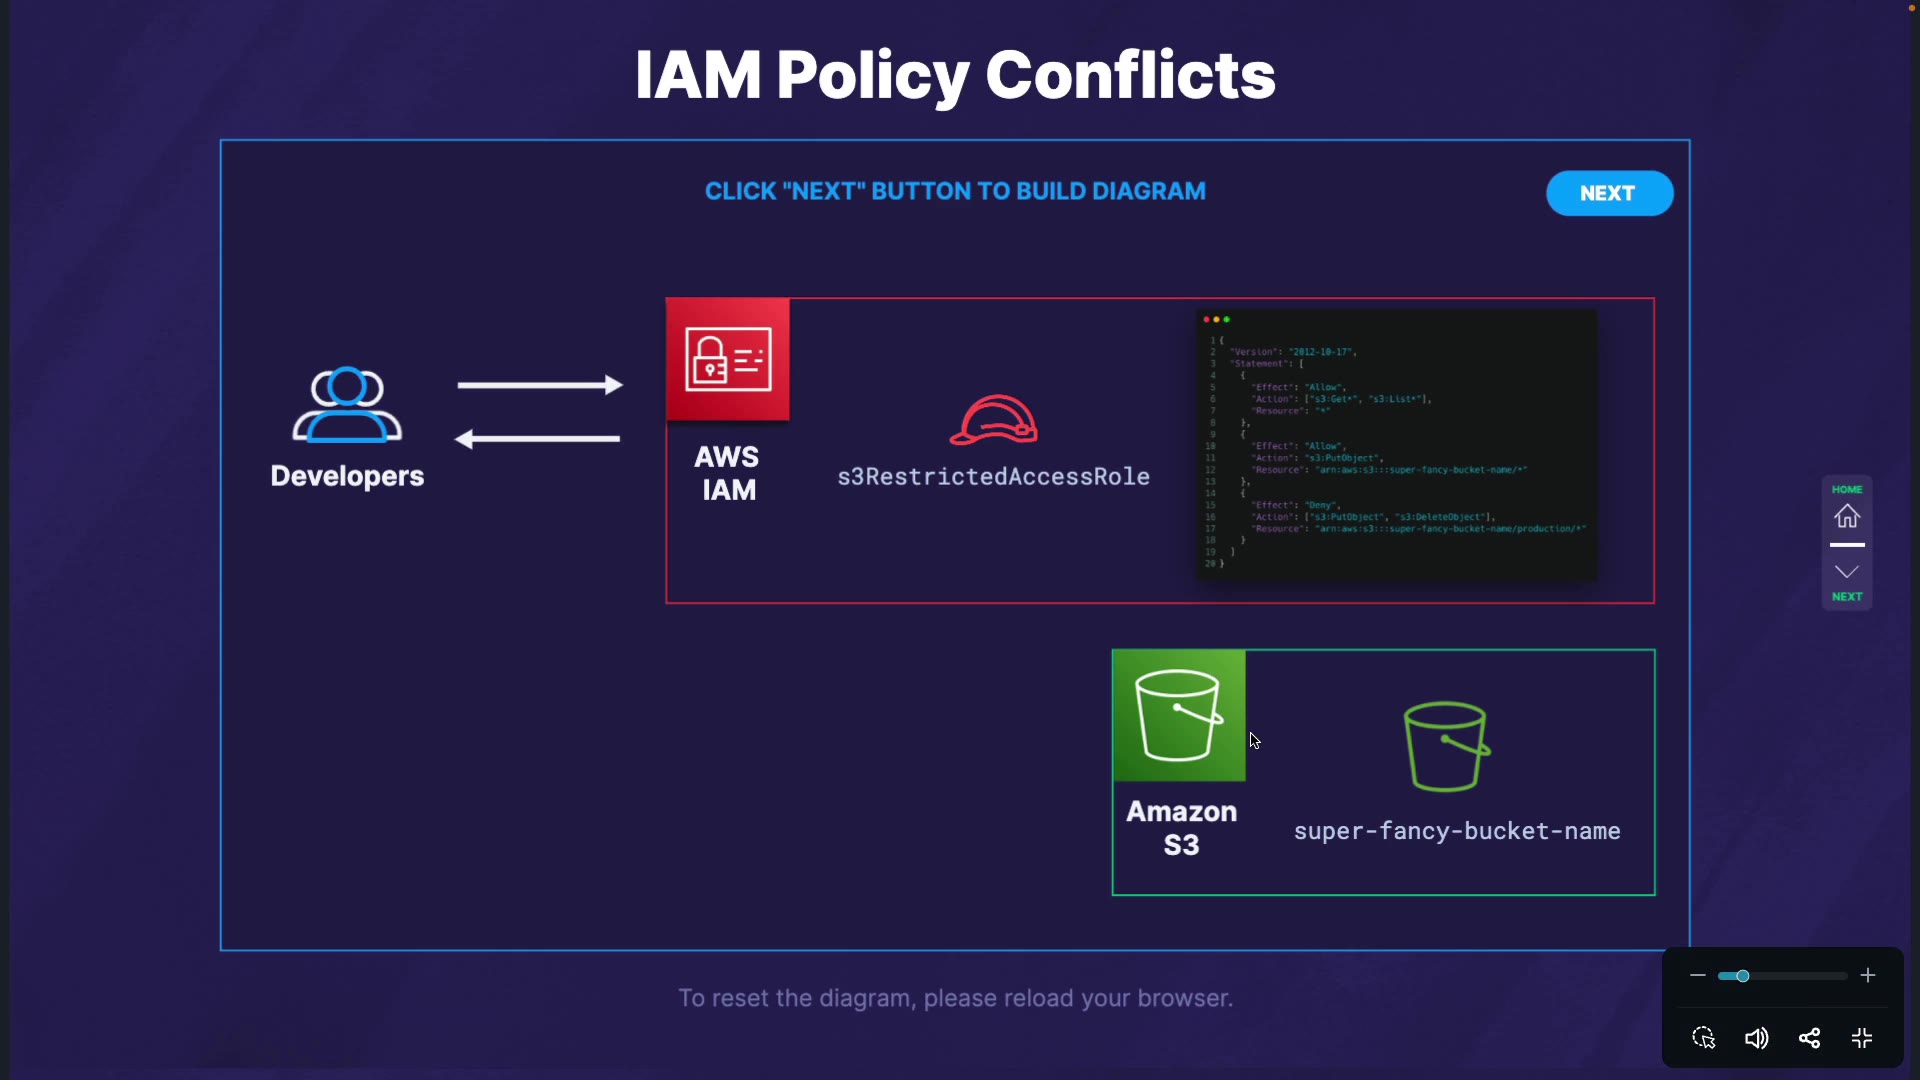 IAM Policy Conflicts
CLICK "NEXT" BUTTON TO BUILD DIAGRAM
NEXT
Developers
AWS
IAM
s3RestrictedAccessRole
1 {
2 "Version": "2012-10-17",
3 "Statement": [
4 {
5 "Effect": "Allow",
6 "Action": ["s3:Get*", "s3:List*"],
7 "Resource": "*"
8 },
9 {
10 "Effect": "Allow",
11 "Action": "s3:PutObject",
12 "Resource": "arn:aws:s3:::super-fancy-bucket-name/*"
13 },
14 {
15 "Effect": "Deny",
16 "Action": ["s3:PutObject", "s3:DeleteObject"],
17 "Resource": "arn:aws:s3:::super-fancy-bucket-name/production/*"
18 }
19 ]
20 }
HOME
NEXT
Amazon
S3
super-fancy-bucket-name
To reset the diagram, please reload your browser.